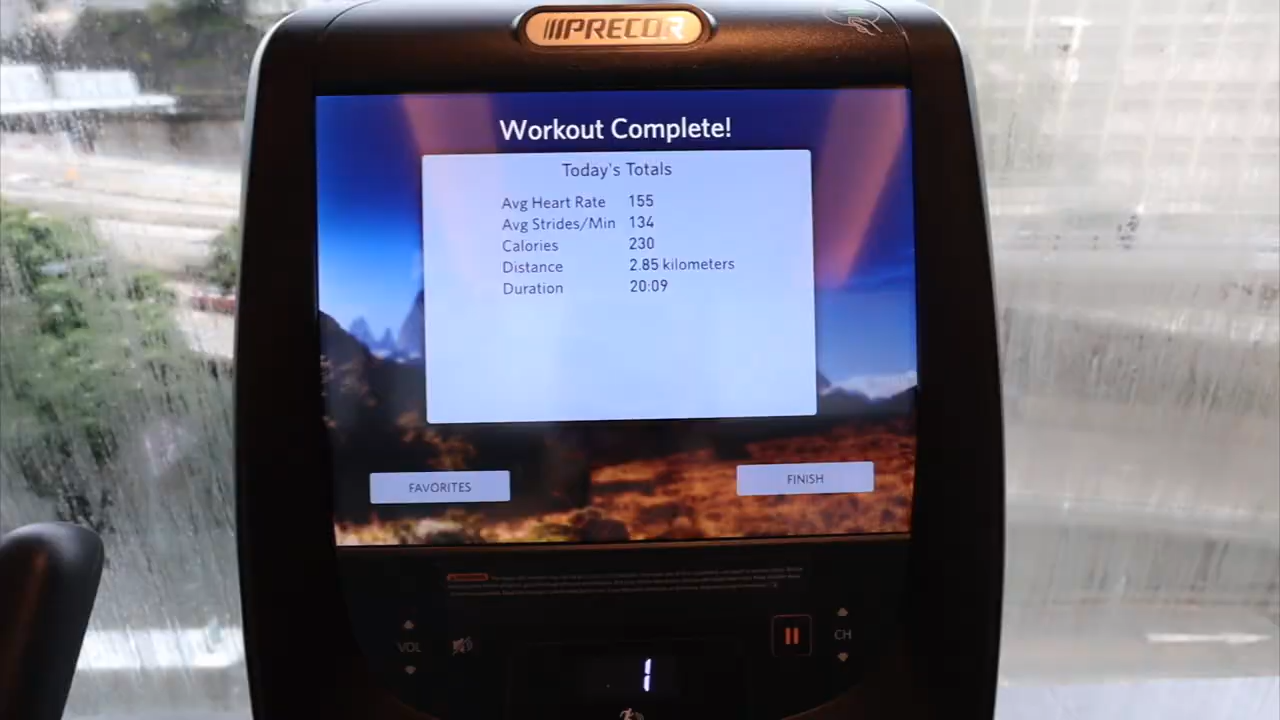 PRECOR
Workout Complete!
Today's Totals
Avg Heart Rate 155
Avg Strides/Min 134
Calories 230
Distance 2.85 kilometers
Duration 20:09
FAVORITES
FINISH
VOL
CH
1